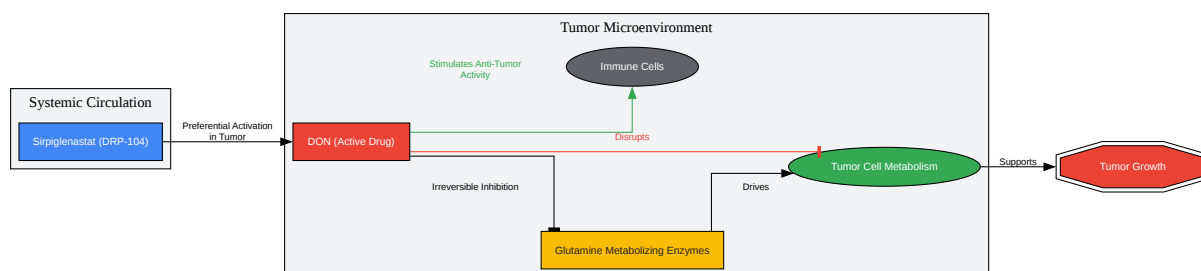 Tumor Microenvironment
Stimulates Anti-Tumor
Activity
Immune Cells
Systemic Circulation
Sirpiglenastat (DRP-104)
Preferential Activation
in Tumor
DON (Active Drug)
Disrupts
Irreversible Inhibition
Tumor Cell Metabolism
Supports
Tumor Growth
Drives
Glutamine Metabolizing Enzymes